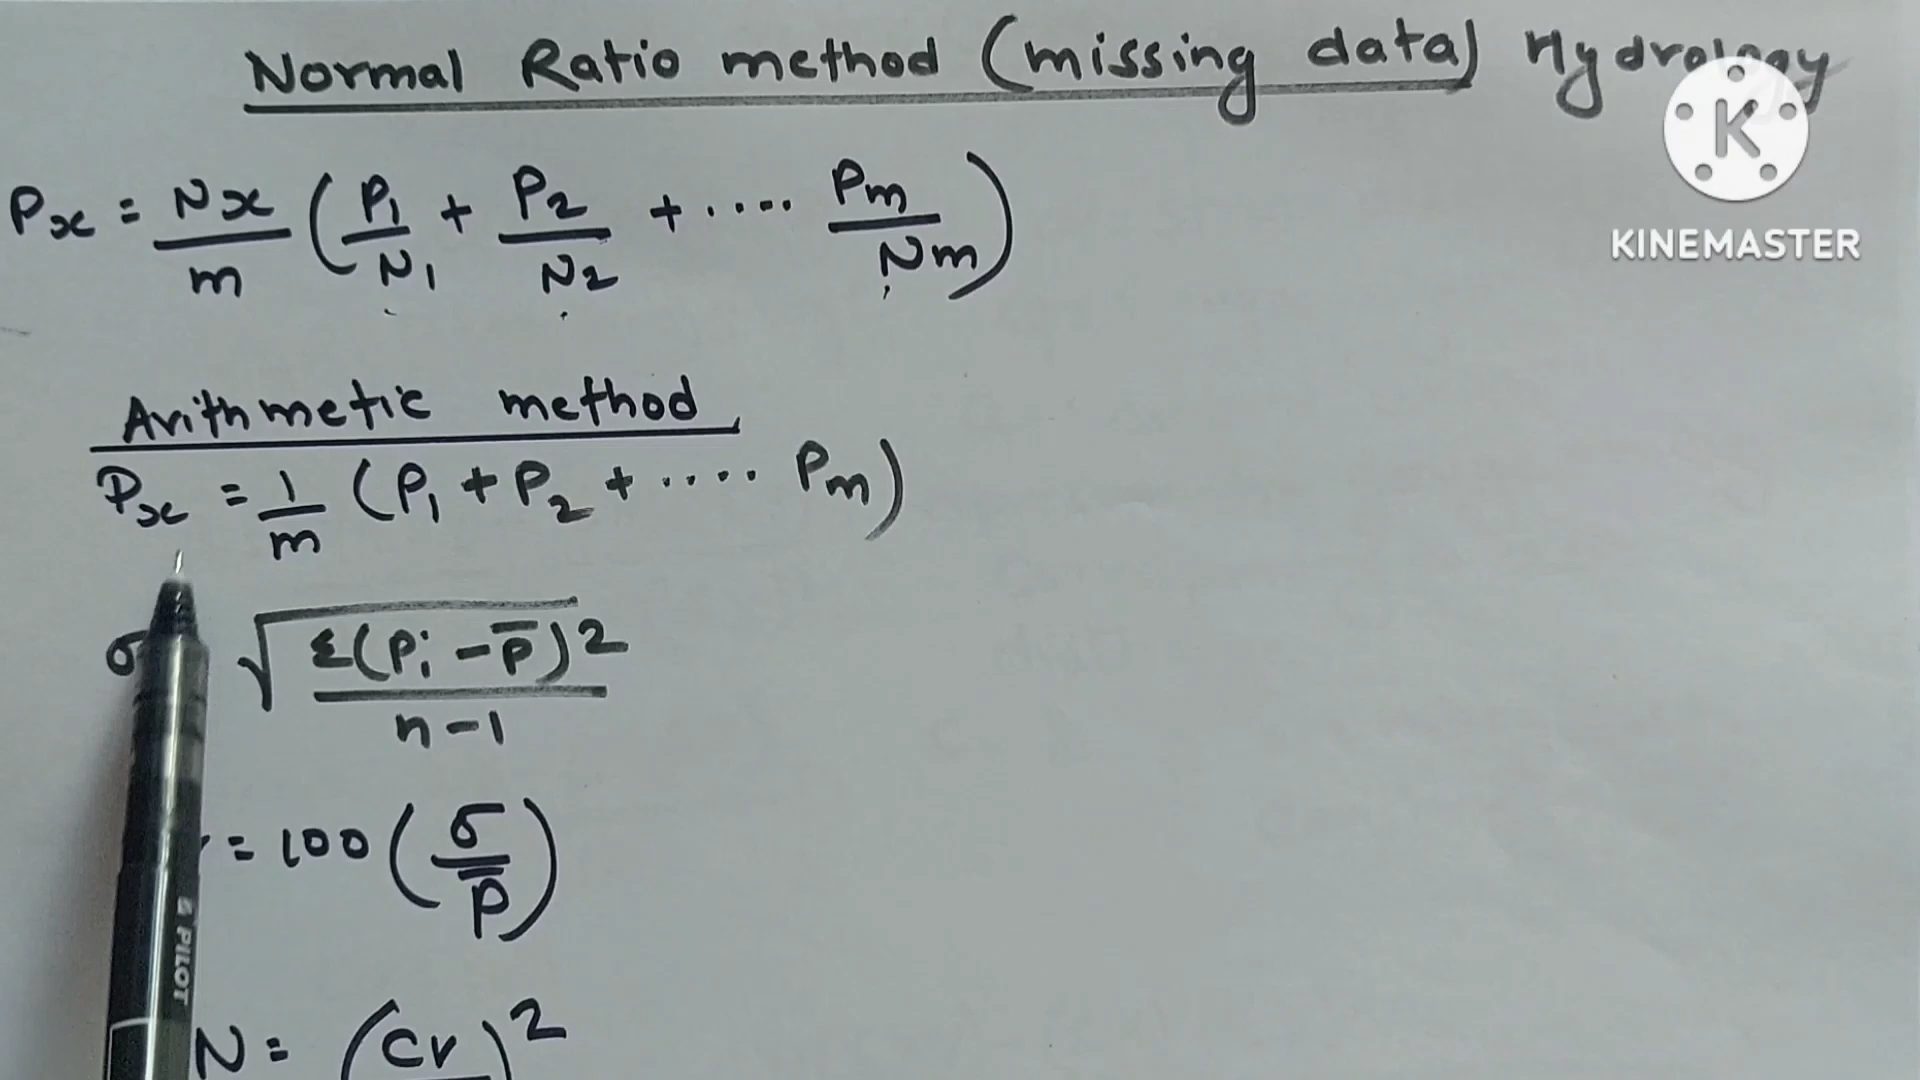 Normal Ratio method (missing data) Hydrology
Px = Nx/m (P1/N1 + P2/N2 + .... Pm/Nm)
K
KINEMASTER
Arithmetic method
Px = 1/m (P1 + P2 + .... Pm)
σ √Σ(Pi - P̄)2/n-1
= 100 (σ/P̄)
N = (Cv)2
PILOT